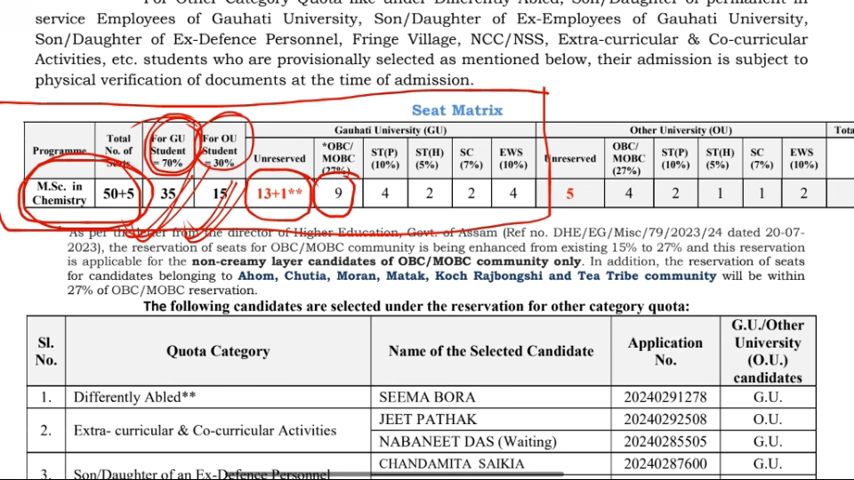 For Other Category Quota like under Differently Abled, Son/Daughter of permanent in
service Employees of Gauhati University, Son/Daughter of Ex-Employees of Gauhati University,
Son/Daughter of Ex-Defence Personnel, Fringe Village, NCC/NSS, Extra-curricular & Co-curricular
Activities, etc. students who are provisionally selected as mentioned below, their admission is subject to
physical verification of documents at the time of admission.
Seat Matrix
Programme Total No. of Seats For GU Student = 70% For OU Student = 30% Gauhati University (GU) Other University (OU) Tota
Unreserved *OBC/ MOBC (27%) ST(P) (10%) ST(H) (5%) SC (7%) EWS (10%) Unreserved OBC/ MOBC (27%) ST(P) (10%) ST(H) (5%) SC (7%) EWS (10%)
M.Sc. in Chemistry 50+5 35 15 13+1** 9 4 2 2 4 5 4 2 1 1 2
As per the letter from the director of Higher Education, Govt. of Assam (Ref no. DHE/EG/Misc/79/2023/24 dated 20-07-
2023), the reservation of seats for OBC/MOBC community is being enhanced from existing 15% to 27% and this reservation
is applicable for the non-creamy layer candidates of OBC/MOBC community only. In addition, the reservation of seats
for candidates belonging to Ahom, Chutia, Moran, Matak, Koch Rajbongshi and Tea Tribe community will be within
27% of OBC/MOBC reservation.
The following candidates are selected under the reservation for other category quota:
Sl. No. Quota Category Name of the Selected Candidate Application No. G.U./Other University (O.U.) candidates
1. Differently Abled** SEEMA BORA 20240291278 G.U.
2. Extra- curricular & Co-curricular Activities JEET PATHAK 20240292508 O.U.
NABANEET DAS (Waiting) 20240285505 G.U.
3. Son/Daughter of an Ex-Defence Personnel CHANDAMITA SAIKIA 20240287600 G.U.